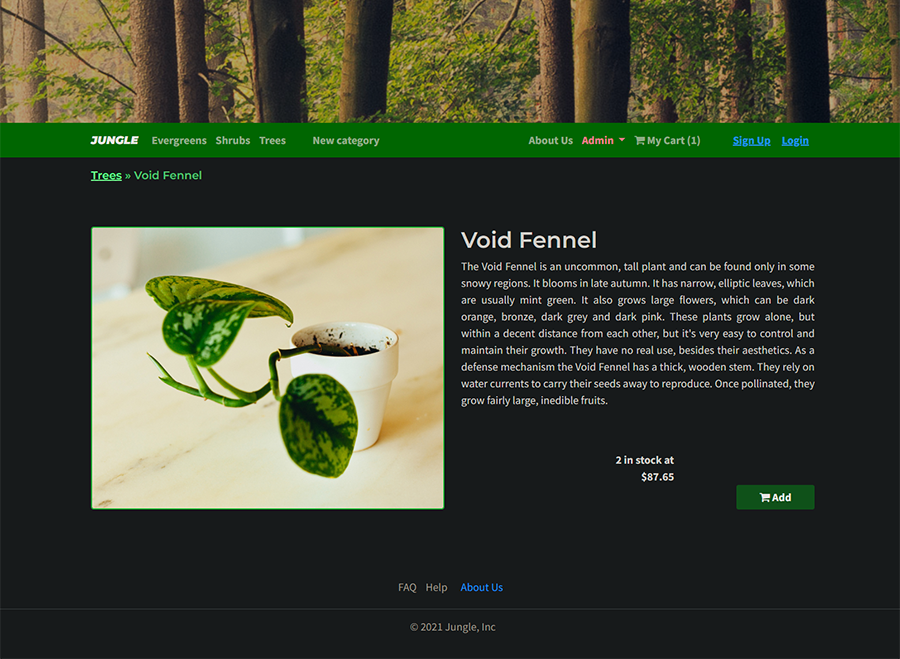 JUNGLE Evergreens Shrubs Trees New category About Us Admin My Cart (1) Sign Up Login
Trees » Void Fennel
Void Fennel
The Void Fennel is an uncommon, tall plant and can be found only in some
snowy regions. It blooms in late autumn. It has narrow, elliptic leaves, which
are usually mint green. It also grows large flowers, which can be dark
orange, bronze, dark grey and dark pink. These plants grow alone, but
within a decent distance from each other, but it's very easy to control and
maintain their growth. They have no real use, besides their aesthetics. As a
defense mechanism the Void Fennel has a thick, wooden stem. They rely on
water currents to carry their seeds away to reproduce. Once pollinated, they
grow fairly large, inedible fruits.
2 in stock at
$87.65
Add
FAQ Help About Us
© 2021 Jungle, Inc